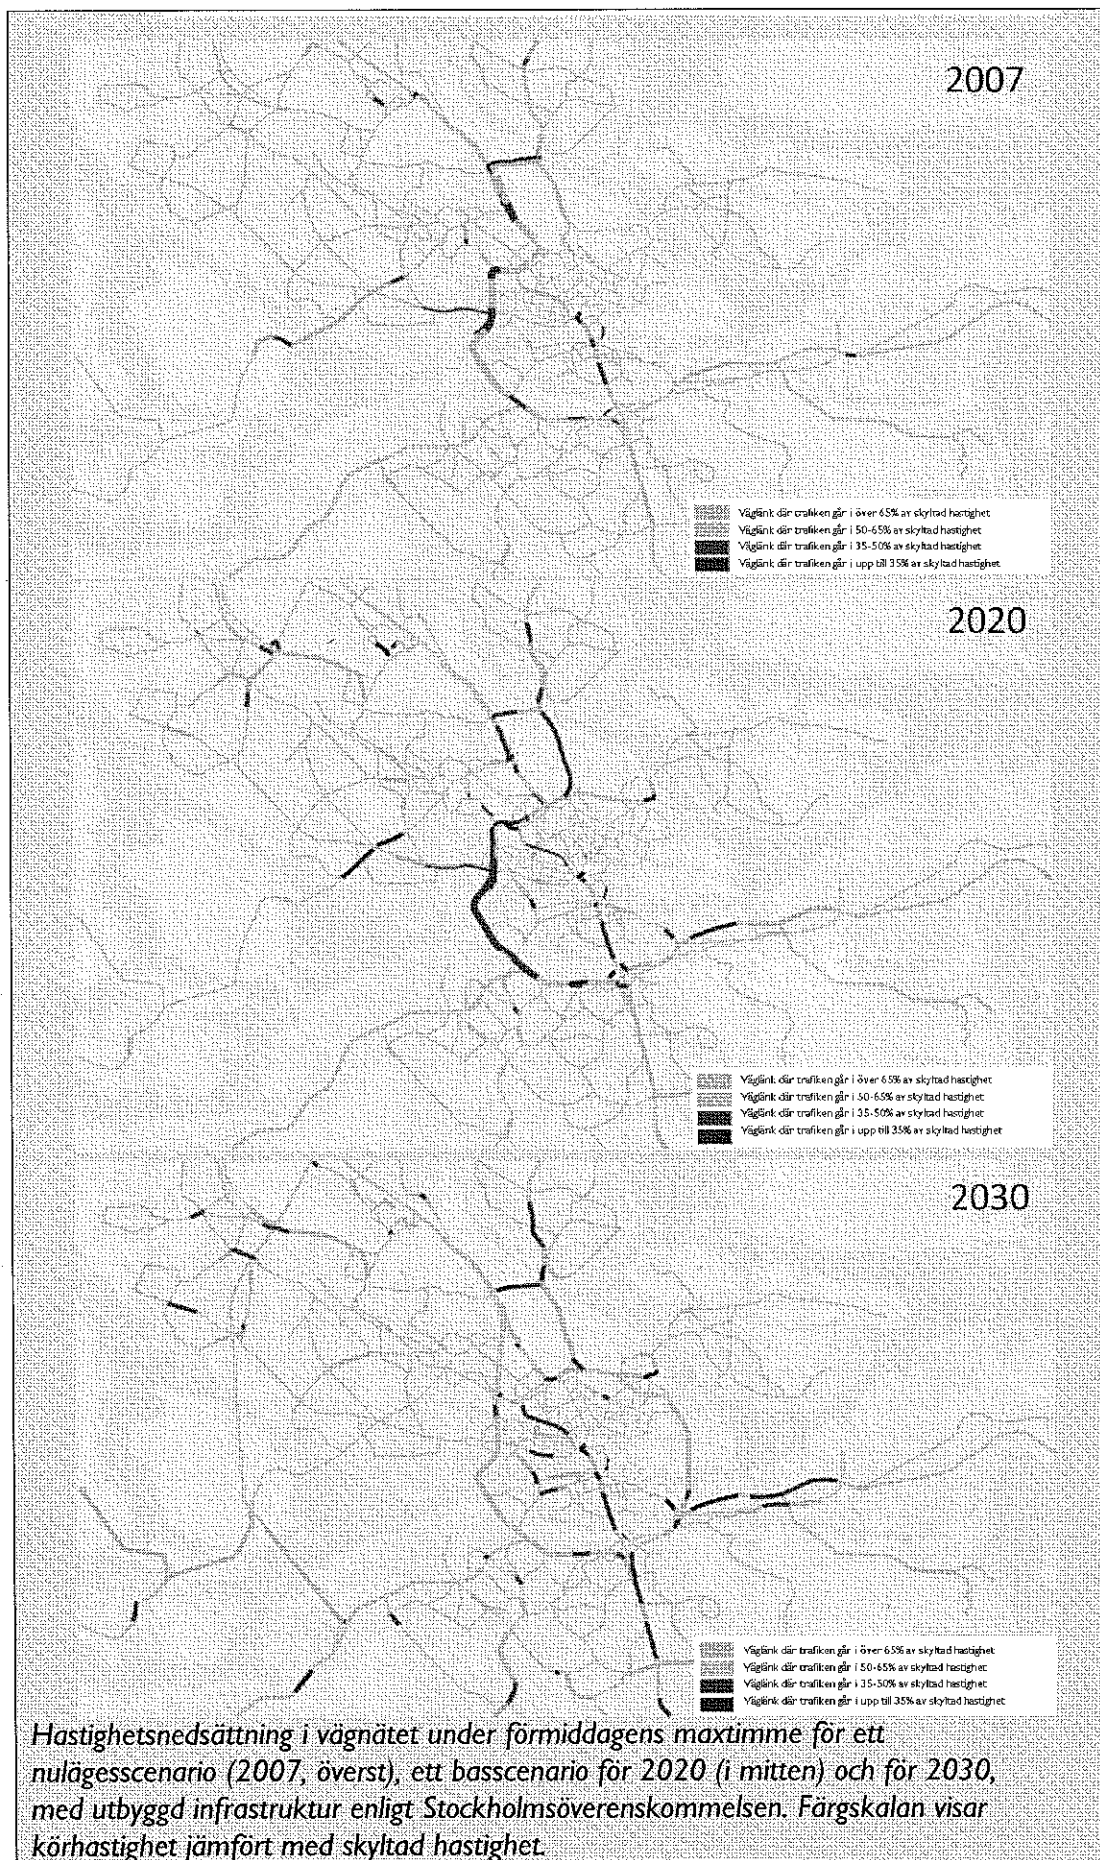 2007
Väglänk där trafiken går i över 65% av skyltad hastighet
Väglänk där trafiken går i 50-65% av skyltad hastighet
Väglänk där trafiken går i 35-50% av skyltad hastighet
Väglänk där trafiken går i upp till 35% av skyltad hastighet
2020
Väglänk där trafiken går i över 65% av skyltad hastighet
Väglänk där trafiken går i 50-65% av skyltad hastighet
Väglänk där trafiken går i 35-50% av skyltad hastighet
Väglänk där trafiken går i upp till 35% av skyltad hastighet
2030
Väglänk där trafiken går i över 65% av skyltad hastighet
Väglänk där trafiken går i 50-65% av skyltad hastighet
Väglänk där trafiken går i 35-50% av skyltad hastighet
Väglänk där trafiken går i upp till 35% av skyltad hastighet
Hastighetsnedsättning i vägnätet under förmiddagens maxtimme för ett
nulägesscenario (2007, överst), ett basscenario för 2020 (i mitten) och för 2030,
med utbyggd infrastruktur enligt Stockholmsöverenskommelsen. Färgskalan visar
körhastighet jämfört med skyltad hastighet.